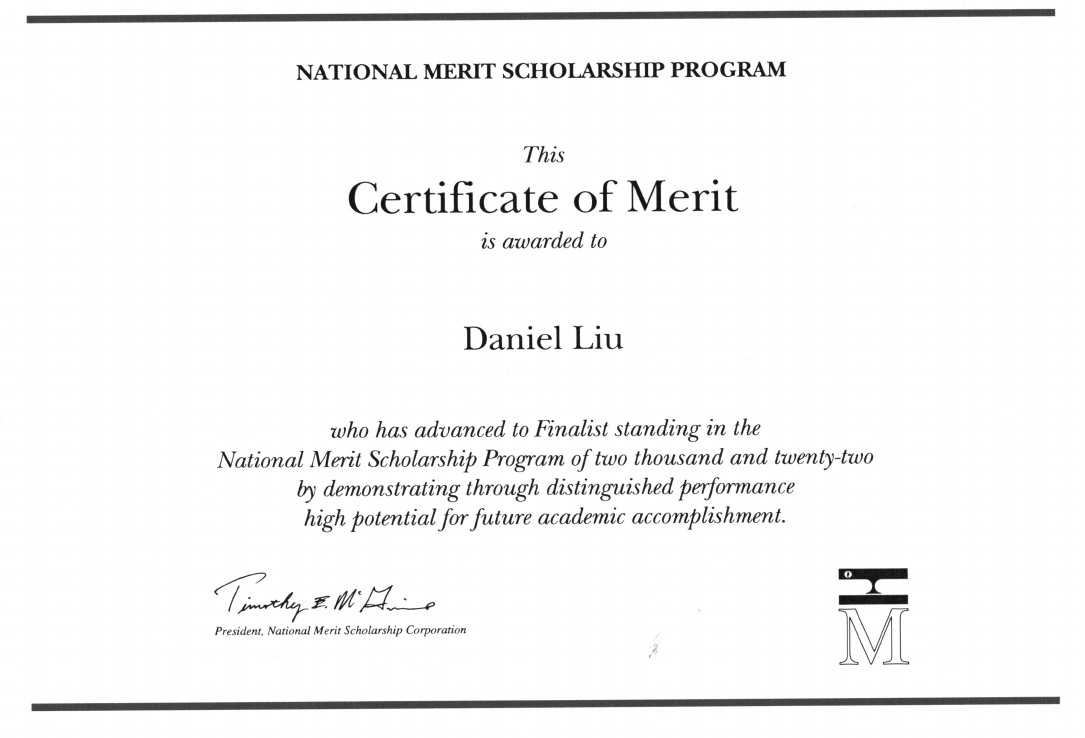 NATIONAL MERIT SCHOLARSHIP PROGRAM
This
Certificate of Merit
is awarded to
Daniel Liu
who has advanced to Finalist standing in the
National Merit Scholarship Program of two thousand and twenty-two
by demonstrating through distinguished performance
high potential for future academic accomplishment.
Timothy E. McGuire
President, National Merit Scholarship Corporation
M